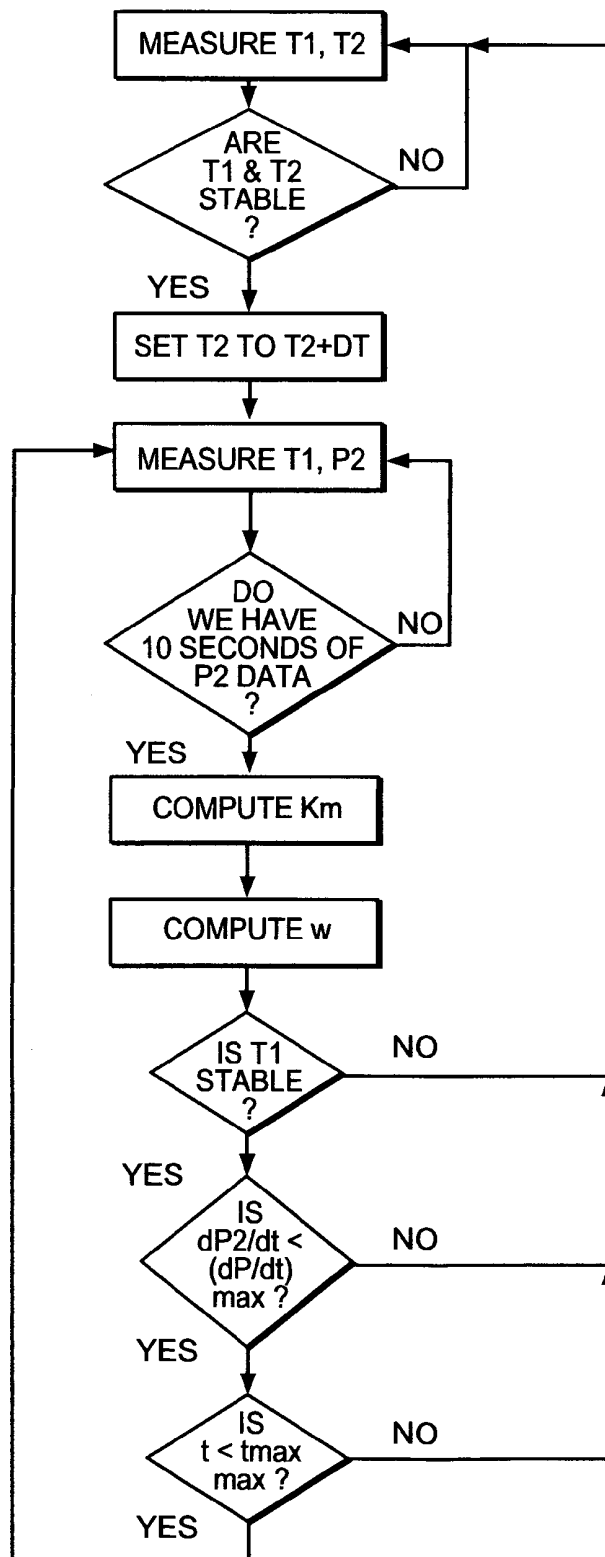 MEASURE T1, T2
ARE
T1 & T2
STABLE
?
NO
YES
SET T2 TO T2+DT
MEASURE T1, P2
DO
WE HAVE
10 SECONDS OF
P2 DATA
?
NO
YES
COMPUTE Km
COMPUTE w
IS T1
STABLE
?
NO
YES
IS
dP2/dt <
(dP/dt)
max ?
NO
YES
IS
t < tmax
max ?
NO
YES